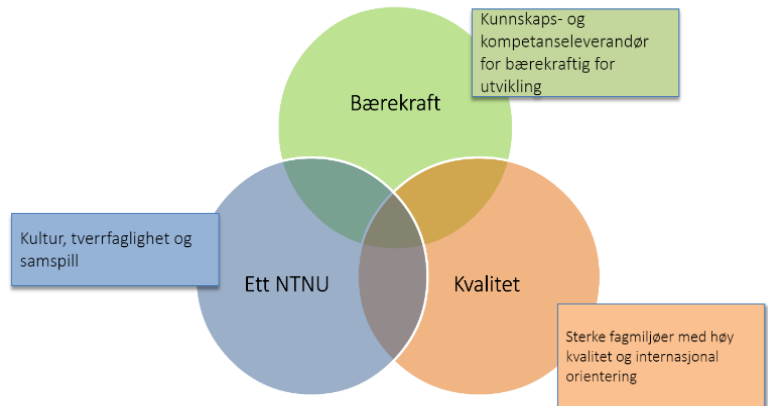 Kunnskaps- og
kompetanseleverandør
for bærekraftig for
utvikling
Bærekraft
Kultur, tverrfaglighet og
samspill
Ett NTNU
Kvalitet
Sterke fagmiljøer med høy
kvalitet og internasjonal
orientering